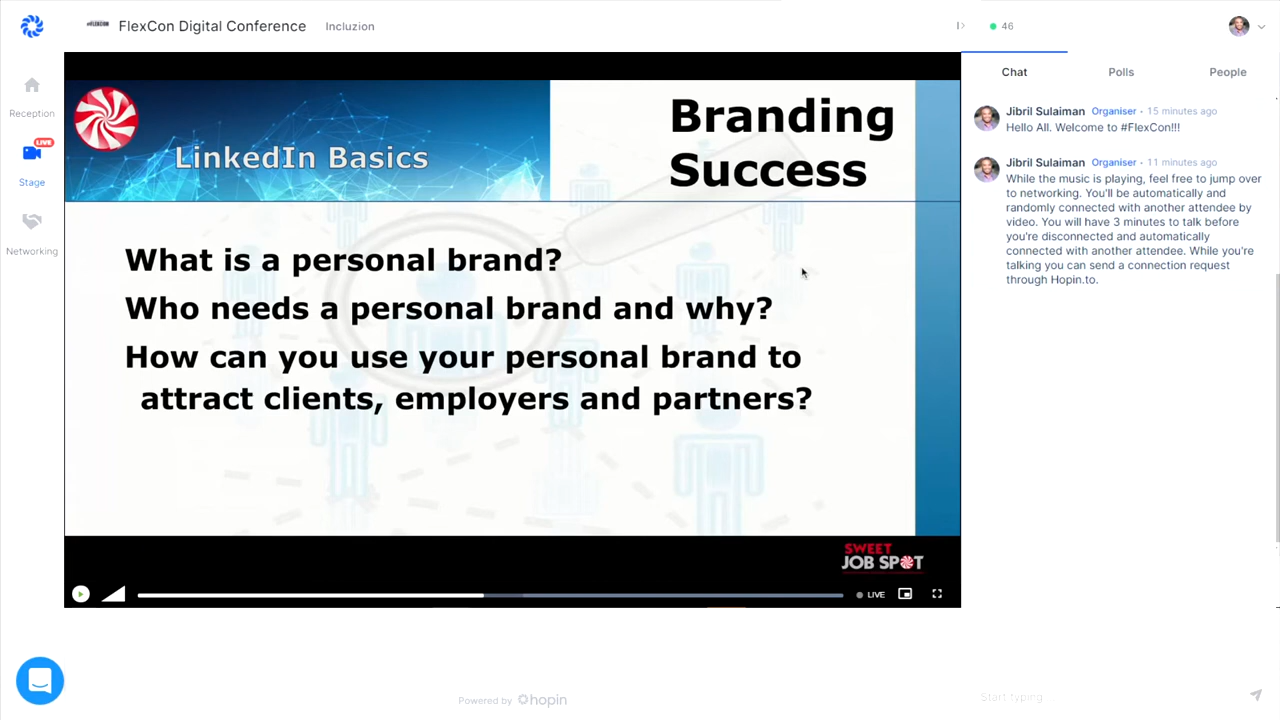 #FLEXCON
FlexCon Digital Conference
Incluzion
46
Reception
LIVE
Stage
Networking
LinkedIn Basics
Branding
Success
What is a personal brand?
Who needs a personal brand and why?
How can you use your personal brand to
attract clients, employers and partners?
SWEET
JOB SPOT
LIVE
Chat
Polls
People
Jibril Sulaiman Organiser • 15 minutes ago
Hello All. Welcome to #FlexCon!!!
Jibril Sulaiman Organiser • 11 minutes ago
While the music is playing, feel free to jump over
to networking. You'll be automatically and
randomly connected with another attendee by
video. You will have 3 minutes to talk before
you're disconnected and automatically
connected with another attendee. While you're
talking you can send a connection request
through Hopin.to.
Powered by hopin
Start typing...